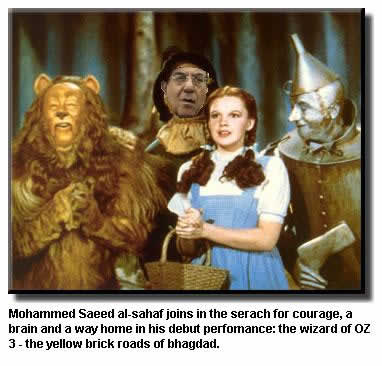 Mohammed Saeed al-sahaf joins in the serach for courage, a
brain and a way home in his debut perfomance: the wizard of OZ
3 - the yellow brick roads of bhagdad.